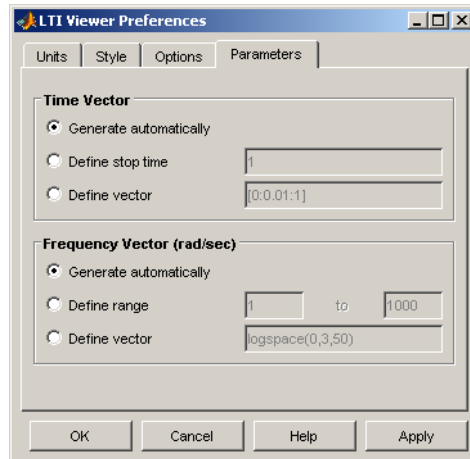 LTI Viewer Preferences
Units Style Options Parameters
Time Vector
Generate automatically
Define stop time 1
Define vector [0:0.01:1]
Frequency Vector (rad/sec)
Generate automatically
Define range 1 to 1000
Define vector logspace(0,3,50)
OK Cancel Help Apply